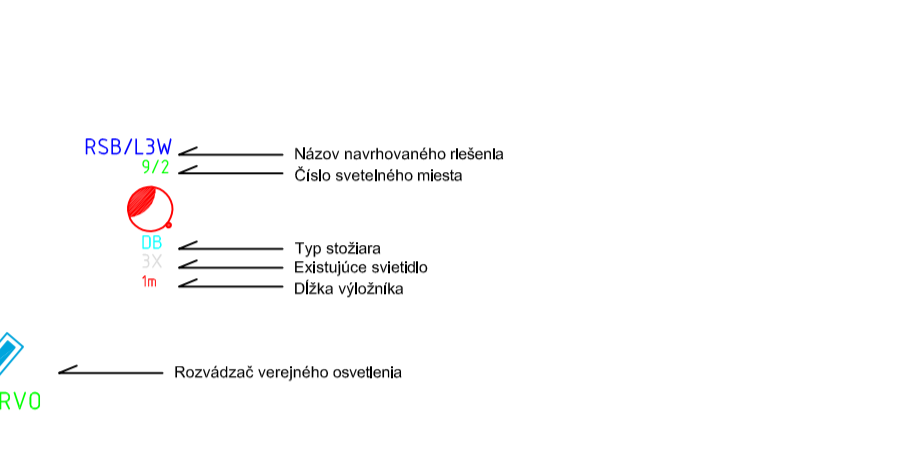 RSB/L3W
Názov navrhovaného riešenia
9/2
Číslo svetelného miesta
DB
Typ stožiara
3X
Existujúce svietidlo
1m
Dĺžka výložníka
Rozvádzač verejného osvetlenia
RVO